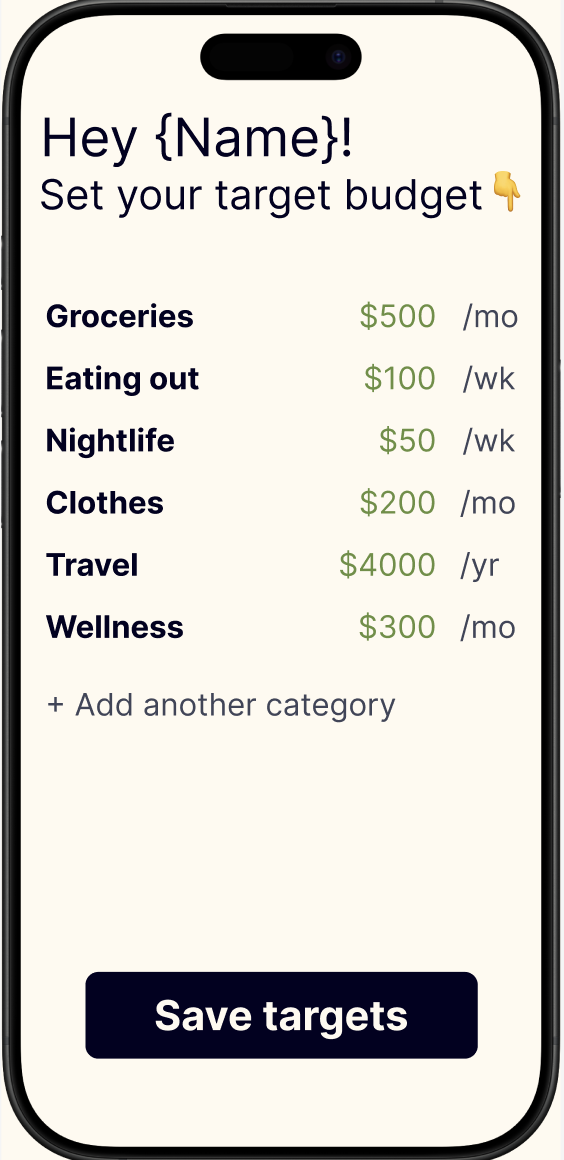 Hey {Name}!
Set your target budget👇
Groceries $500 /mo
Eating out $100 /wk
Nightlife $50 /wk
Clothes $200 /mo
Travel $4000 /yr
Wellness $300 /mo
+ Add another category
Save targets